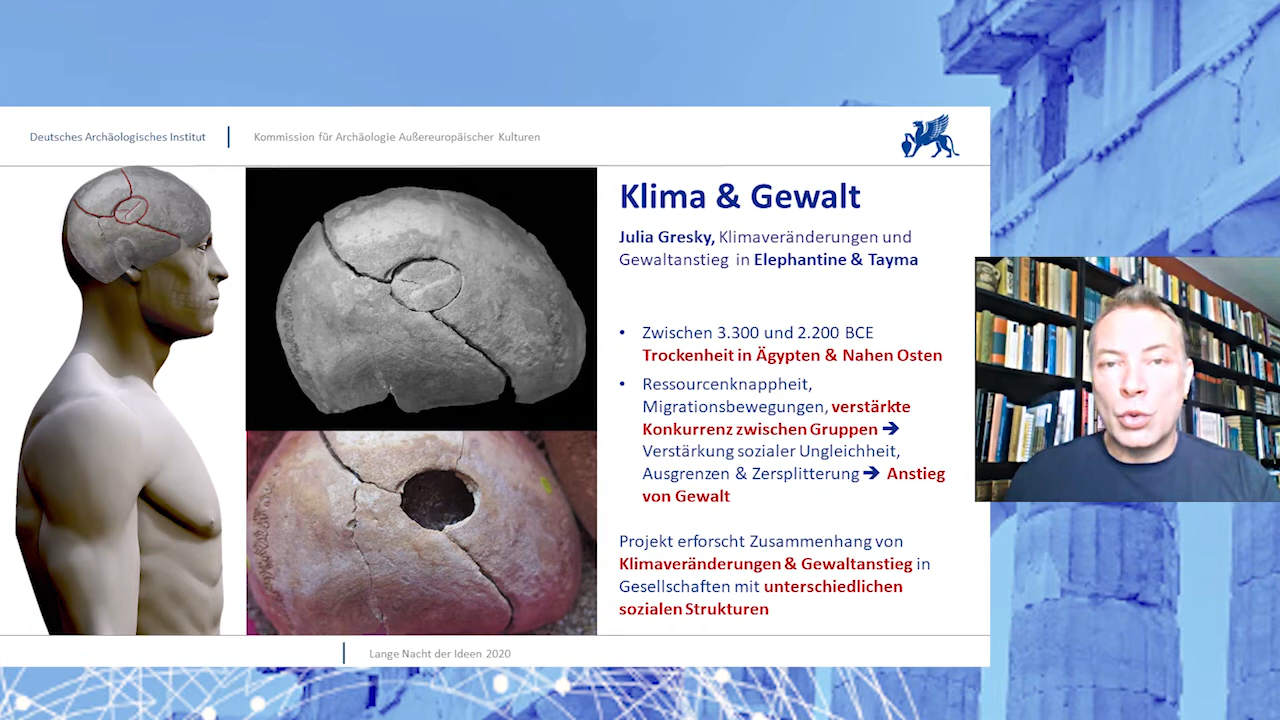 Deutsches Archäologisches Institut
Kommission für Archäologie Außereuropäischer Kulturen
Klima & Gewalt
Julia Gresky, Klimaveränderungen und
Gewaltanstieg in Elephantine & Tayma
• Zwischen 3.300 und 2.200 BCE
Trockenheit in Ägypten & Nahen Osten
• Ressourcenknappheit,
Migrationsbewegungen, verstärkte
Konkurrenz zwischen Gruppen ➔
Verstärkung sozialer Ungleichheit,
Ausgrenzen & Zersplitterung ➔ Anstieg
von Gewalt
Projekt erforscht Zusammenhang von
Klimaveränderungen & Gewaltanstieg in
Gesellschaften mit unterschiedlichen
sozialen Strukturen
Lange Nacht der Ideen 2020